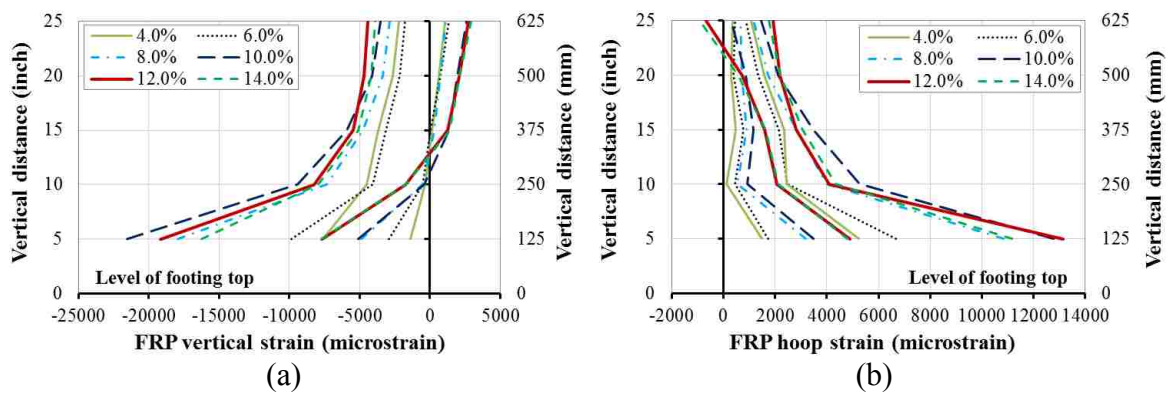 25
20
15
10
5
0
Vertical distance (inch)
4.0% 6.0%
8.0% 10.0%
12.0% 14.0%
Level of footing top
625
500
375
250
125
0
Vertical distance (mm)
-25000 -20000 -15000 -10000 -5000 0 5000
FRP vertical strain (microstrain)
(a)
25
20
15
10
5
0
Vertical distance (inch)
4.0% 6.0%
8.0% 10.0%
12.0% 14.0%
Level of footing top
625
500
375
250
125
0
Vertical distance (mm)
-2000 0 2000 4000 6000 8000 10000 12000 14000
FRP hoop strain (microstrain)
(b)